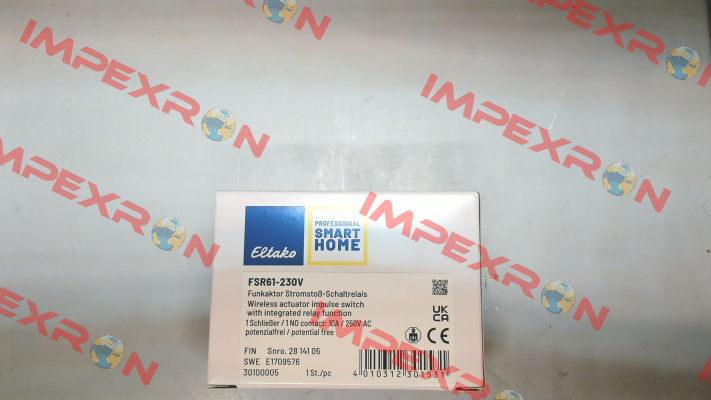 IMPEXRON
IMPEXRON
IMPEXRON
IMPEXRON
IMPEXRON
IMPEXRON
Eltako
PROFESSIONAL
SMART
HOME
FSR61-230V
Funkaktor Stromstoß-Schaltrelais
Wireless actuator impulse switch
with integrated relay function
1 Schließer / 1 NO contact: 10A / 250V AC
potenzialfrei / potential free
UK
CA
CE
FIN Snro. 28 141 05
SWE E1709576
30100005 1 St./pc
4 010312 301531